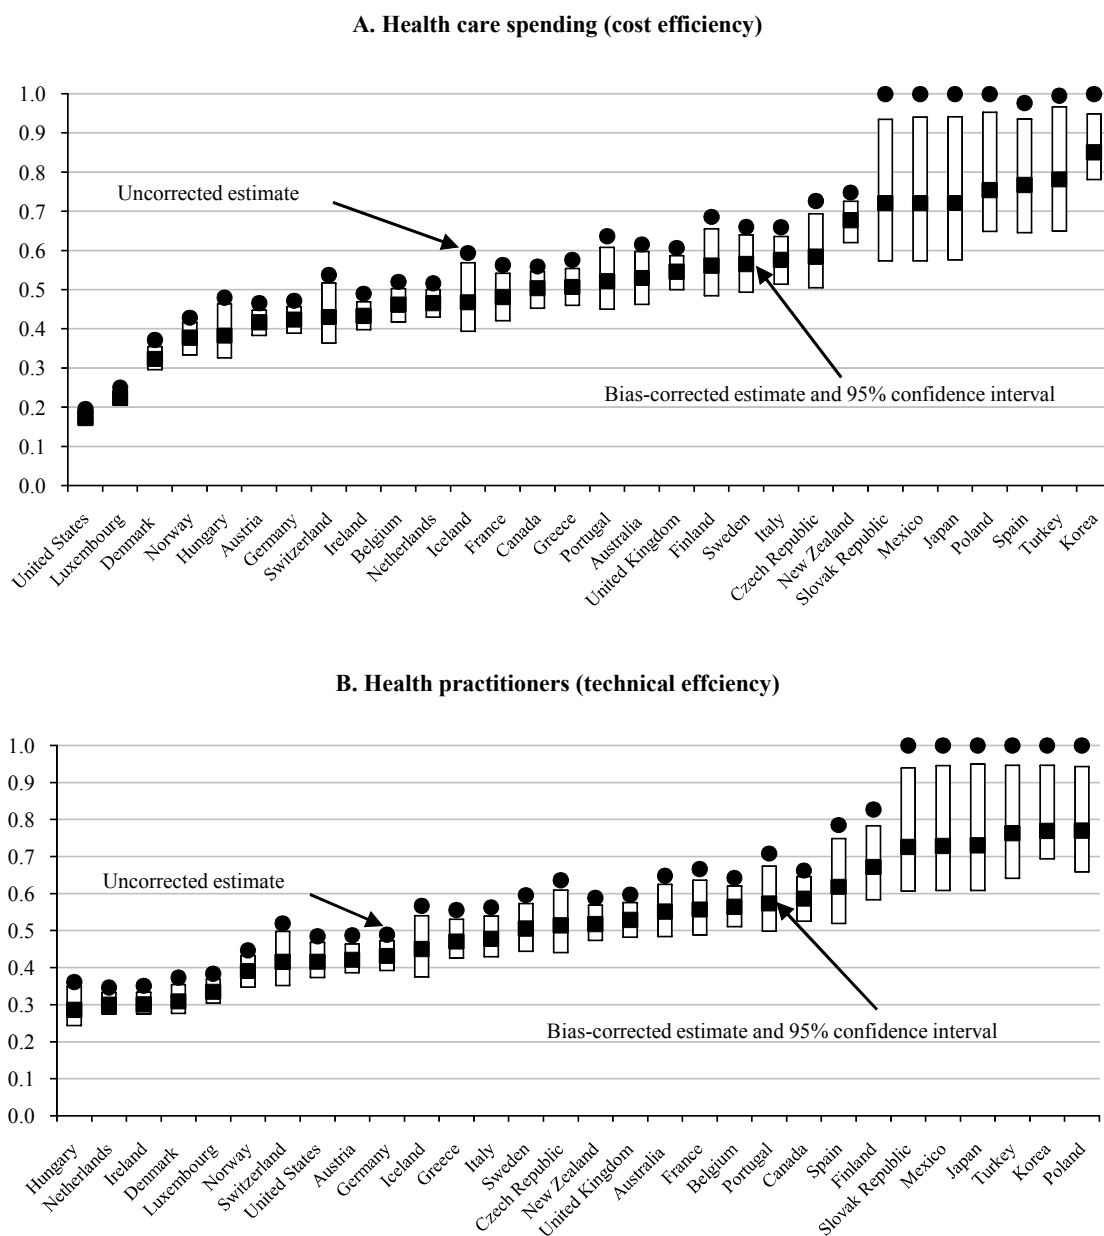 A. Health care spending (cost efficiency)
1.0
0.9
0.8
0.7
0.6
0.5
0.4
0.3
0.2
0.1
0.0
Uncorrected estimate
Bias-corrected estimate and 95% confidence interval
United States
Luxembourg
Denmark
Norway
Hungary
Austria
Germany
Switzerland
Ireland
Belgium
Netherlands
Iceland
France
Canada
Greece
Portugal
Australia
United Kingdom
Finland
Sweden
Italy
Czech Republic
New Zealand
Slovak Republic
Mexico
Japan
Poland
Spain
Turkey
Korea
B. Health practitioners (technical effciency)
1.0
0.9
0.8
0.7
0.6
0.5
0.4
0.3
0.2
0.1
0.0
Uncorrected estimate
Bias-corrected estimate and 95% confidence interval
Hungary
Netherlands
Ireland
Denmark
Luxembourg
Norway
Switzerland
United States
Austria
Germany
Iceland
Greece
Italy
Sweden
Czech Republic
New Zealand
United Kingdom
Australia
France
Belgium
Portugal
Canada
Spain
Finland
Slovak Republic
Mexico
Japan
Turkey
Korea
Poland